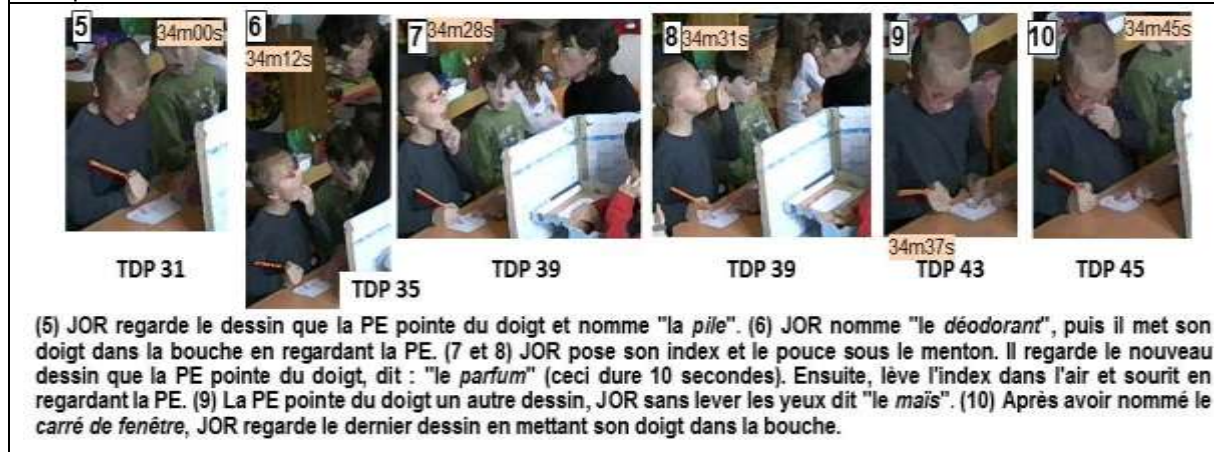 5 34m00s
6 34m12s
7 34m28s
8 34m31s
9
10 34m45s
34m37s
TDP 31
TDP 35
TDP 39
TDP 39
TDP 43
TDP 45
(5) JOR regarde le dessin que la PE pointe du doigt et nomme "la pile". (6) JOR nomme "le déodorant", puis il met son
doigt dans la bouche en regardant la PE. (7 et 8) JOR pose son index et le pouce sous le menton. Il regarde le nouveau
dessin que la PE pointe du doigt, dit : "le parfum" (ceci dure 10 secondes). Ensuite, lève l'index dans l'air et sourit en
regardant la PE. (9) La PE pointe du doigt un autre dessin, JOR sans lever les yeux dit "le maïs". (10) Après avoir nommé le
carré de fenêtre, JOR regarde le dernier dessin en mettant son doigt dans la bouche.